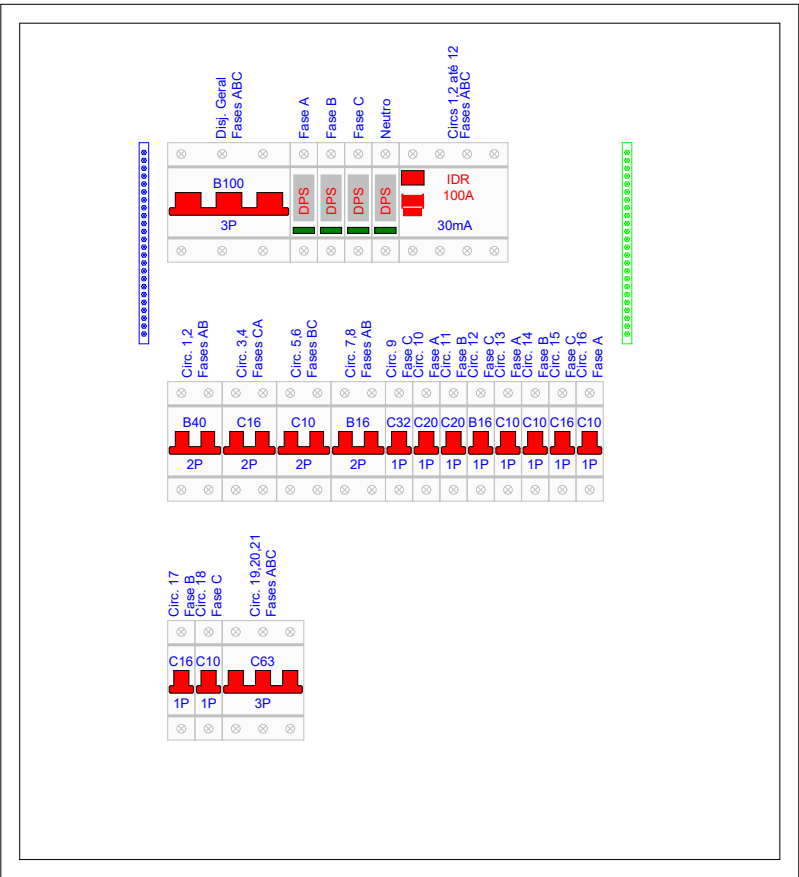 Disj. Geral
Fases ABC
Fase A
Fase B
Fase C
Neutro
Circs 1,2 até 12
Fases ABC
B100
3P
DPS
DPS
DPS
DPS
IDR
100A
30mA
Circ. 1,2
Fases AB
Circ. 3,4
Fases CA
Circ. 5,6
Fases BC
Circ. 7,8
Fases AB
Circ. 9
Fase C
Circ. 10
Fase A
Circ. 11
Fase B
Circ. 12
Fase C
Circ. 13
Fase A
Circ. 14
Fase B
Circ. 15
Fase C
Circ. 16
Fase A
B40 C16 C10 B16 C32 C20 C20 B16 C10 C10 C16 C10
2P 2P 2P 2P 1P 1P 1P 1P 1P 1P 1P 1P
Circ. 17
Fase B
Circ. 18
Fase C
Circ. 19,20,21
Fases ABC
C16 C10 C63
1P 1P 3P